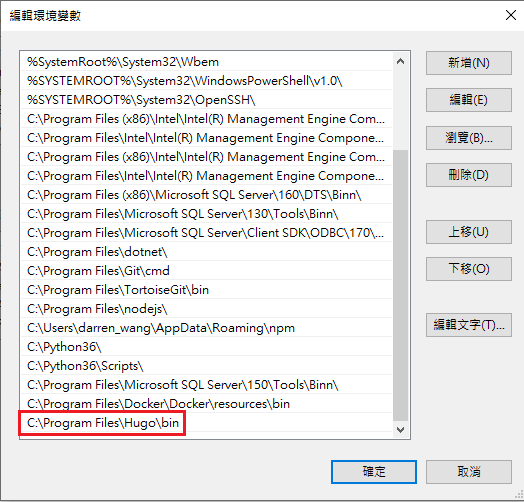 編輯環境變數
%SystemRoot%\System32\Wbem
%SYSTEMROOT%\System32\WindowsPowerShell\v1.0\
%SYSTEMROOT%\System32\OpenSSH\
C:\Program Files (x86)\Intel\Intel(R) Management Engine Com...
C:\Program Files\Intel\Intel(R) Management Engine Compone...
C:\Program Files (x86)\Intel\Intel(R) Management Engine Com...
C:\Program Files\Intel\Intel(R) Management Engine Compone...
C:\Program Files (x86)\Microsoft SQL Server\160\DTS\Binn\
C:\Program Files\Microsoft SQL Server\130\Tools\Binn\
C:\Program Files\Microsoft SQL Server\Client SDK\ODBC\170\...
C:\Program Files\dotnet\
C:\Program Files\Git\cmd
C:\Program Files\TortoiseGit\bin
C:\Program Files\nodejs\
C:\Users\darren_wang\AppData\Roaming\npm
C:\Python36\
C:\Python36\Scripts\
C:\Program Files\Microsoft SQL Server\150\Tools\Binn\
C:\Program Files\Docker\Docker\resources\bin
C:\Program Files\Hugo\bin
新增(N)
編輯(E)
瀏覽(B)...
刪除(D)
上移(U)
下移(O)
編輯文字(T)...
確定
取消